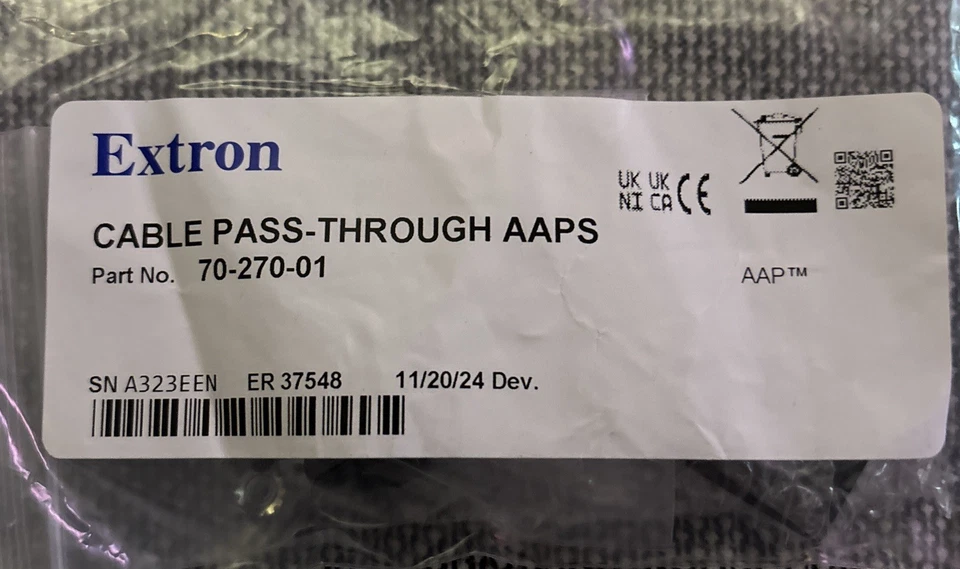 Extron
UK UK
NI CA CE
CABLE PASS-THROUGH AAPS
Part No. 70-270-01
AAP™
SN A323EEN ER 37548 11/20/24 Dev.